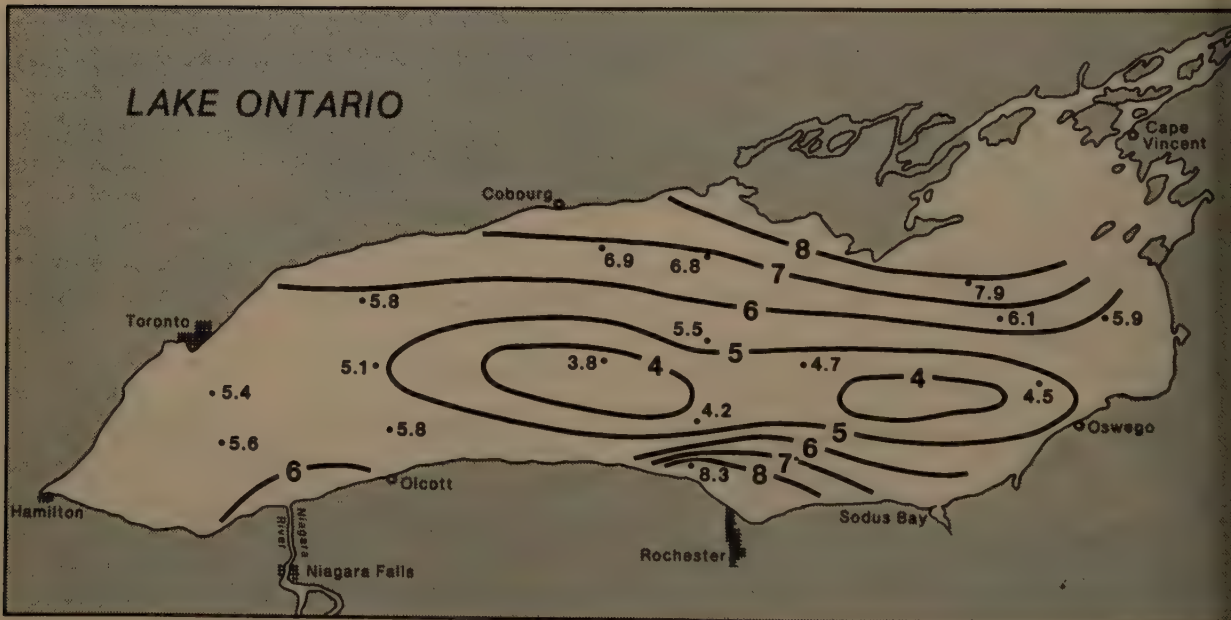 LAKE ONTARIO
Cape
Vincent
Cobourg
8
6.9
6.8
7
7.9
5.8
6
6.1
5.9
Toronto
5.5
5
5.1
3.8
4
4.7
4
4.5
5.4
4.2
5.8
5
Oswego
5.6
6
6
7
8.3
8
Olcott
Hamilton
Sodus Bay
Niagara
River
Rochester
Niagara Falls